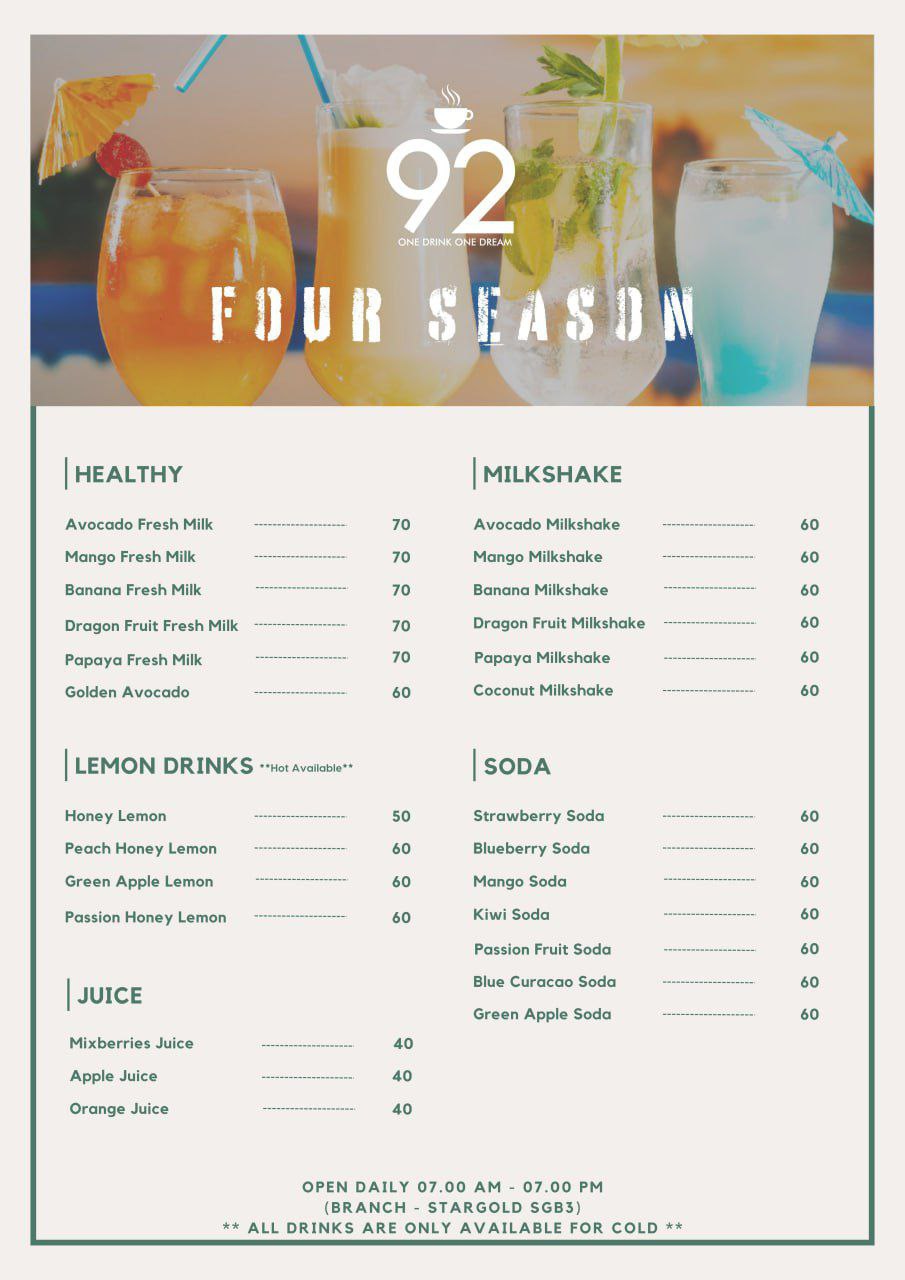 92
ONE DRINK ONE DREAM
FOUR SEASON
HEALTHY
Avocado Fresh Milk ---------------------- 70
Mango Fresh Milk ---------------------- 70
Banana Fresh Milk ---------------------- 70
Dragon Fruit Fresh Milk ---------------------- 70
Papaya Fresh Milk ---------------------- 70
Golden Avocado ---------------------- 60
LEMON DRINKS **Hot Available**
Honey Lemon ---------------------- 50
Peach Honey Lemon ---------------------- 60
Green Apple Lemon ---------------------- 60
Passion Honey Lemon ---------------------- 60
JUICE
Mixberries Juice ---------------------- 40
Apple Juice ---------------------- 40
Orange Juice ---------------------- 40
MILKSHAKE
Avocado Milkshake ---------------------- 60
Mango Milkshake ---------------------- 60
Banana Milkshake ---------------------- 60
Dragon Fruit Milkshake ---------------------- 60
Papaya Milkshake ---------------------- 60
Coconut Milkshake ---------------------- 60
SODA
Strawberry Soda ---------------------- 60
Blueberry Soda ---------------------- 60
Mango Soda ---------------------- 60
Kiwi Soda ---------------------- 60
Passion Fruit Soda ---------------------- 60
Blue Curacao Soda ---------------------- 60
Green Apple Soda ---------------------- 60
OPEN DAILY 07.00 AM - 07.00 PM
(BRANCH - STARGOLD SGB3)
** ALL DRINKS ARE ONLY AVAILABLE FOR COLD **